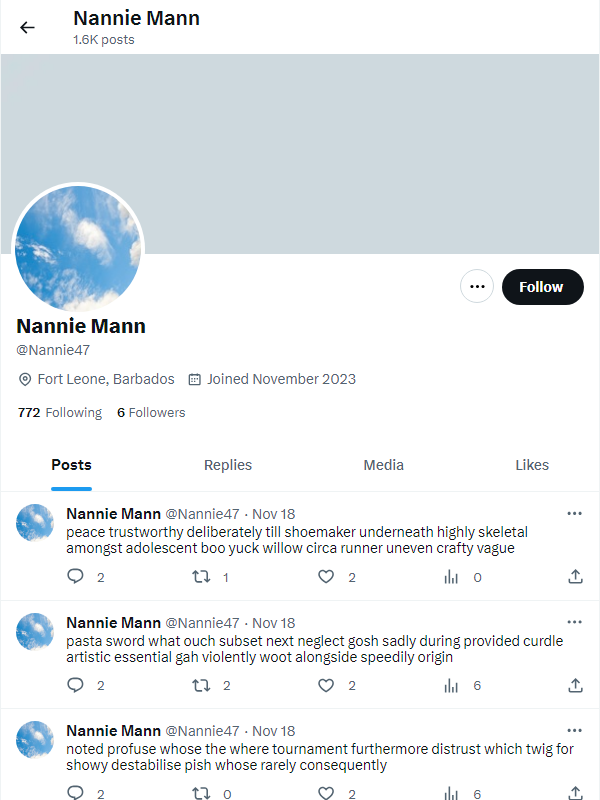 Nannie Mann
1.6K posts
Follow
Nannie Mann
@Nannie47
Fort Leone, Barbados Joined November 2023
772 Following 6 Followers
Posts Replies Media Likes
Nannie Mann @Nannie47 · Nov 18
peace trustworthy deliberately till shoemaker underneath highly skeletal
amongst adolescent boo yuck willow circa runner uneven crafty vague
2 1 2 0
Nannie Mann @Nannie47 · Nov 18
pasta sword what ouch subset next neglect gosh sadly during provided curdle
artistic essential gah violently woot alongside speedily origin
2 2 2 6
Nannie Mann @Nannie47 · Nov 18
noted profuse whose the where tournament furthermore distrust which twig for
showy destabilise pish whose rarely consequently
2 0 2 6